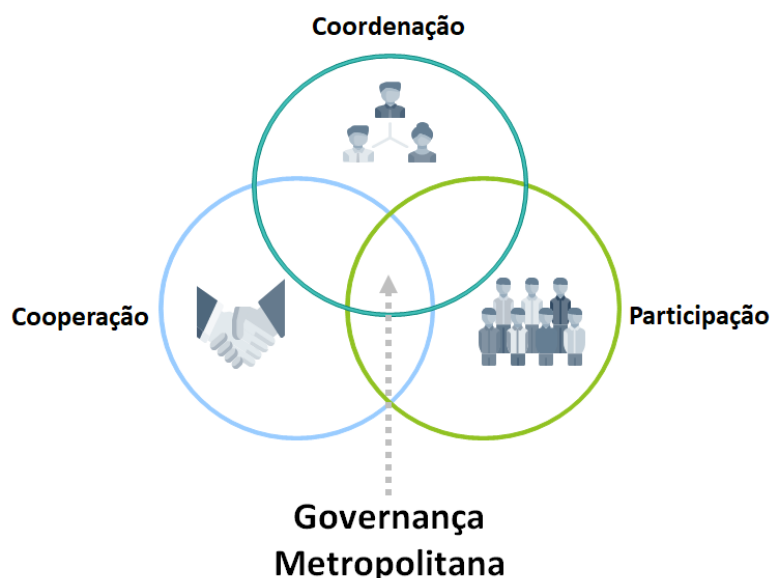 Coordenação
Cooperação
Participação
Governança
Metropolitana